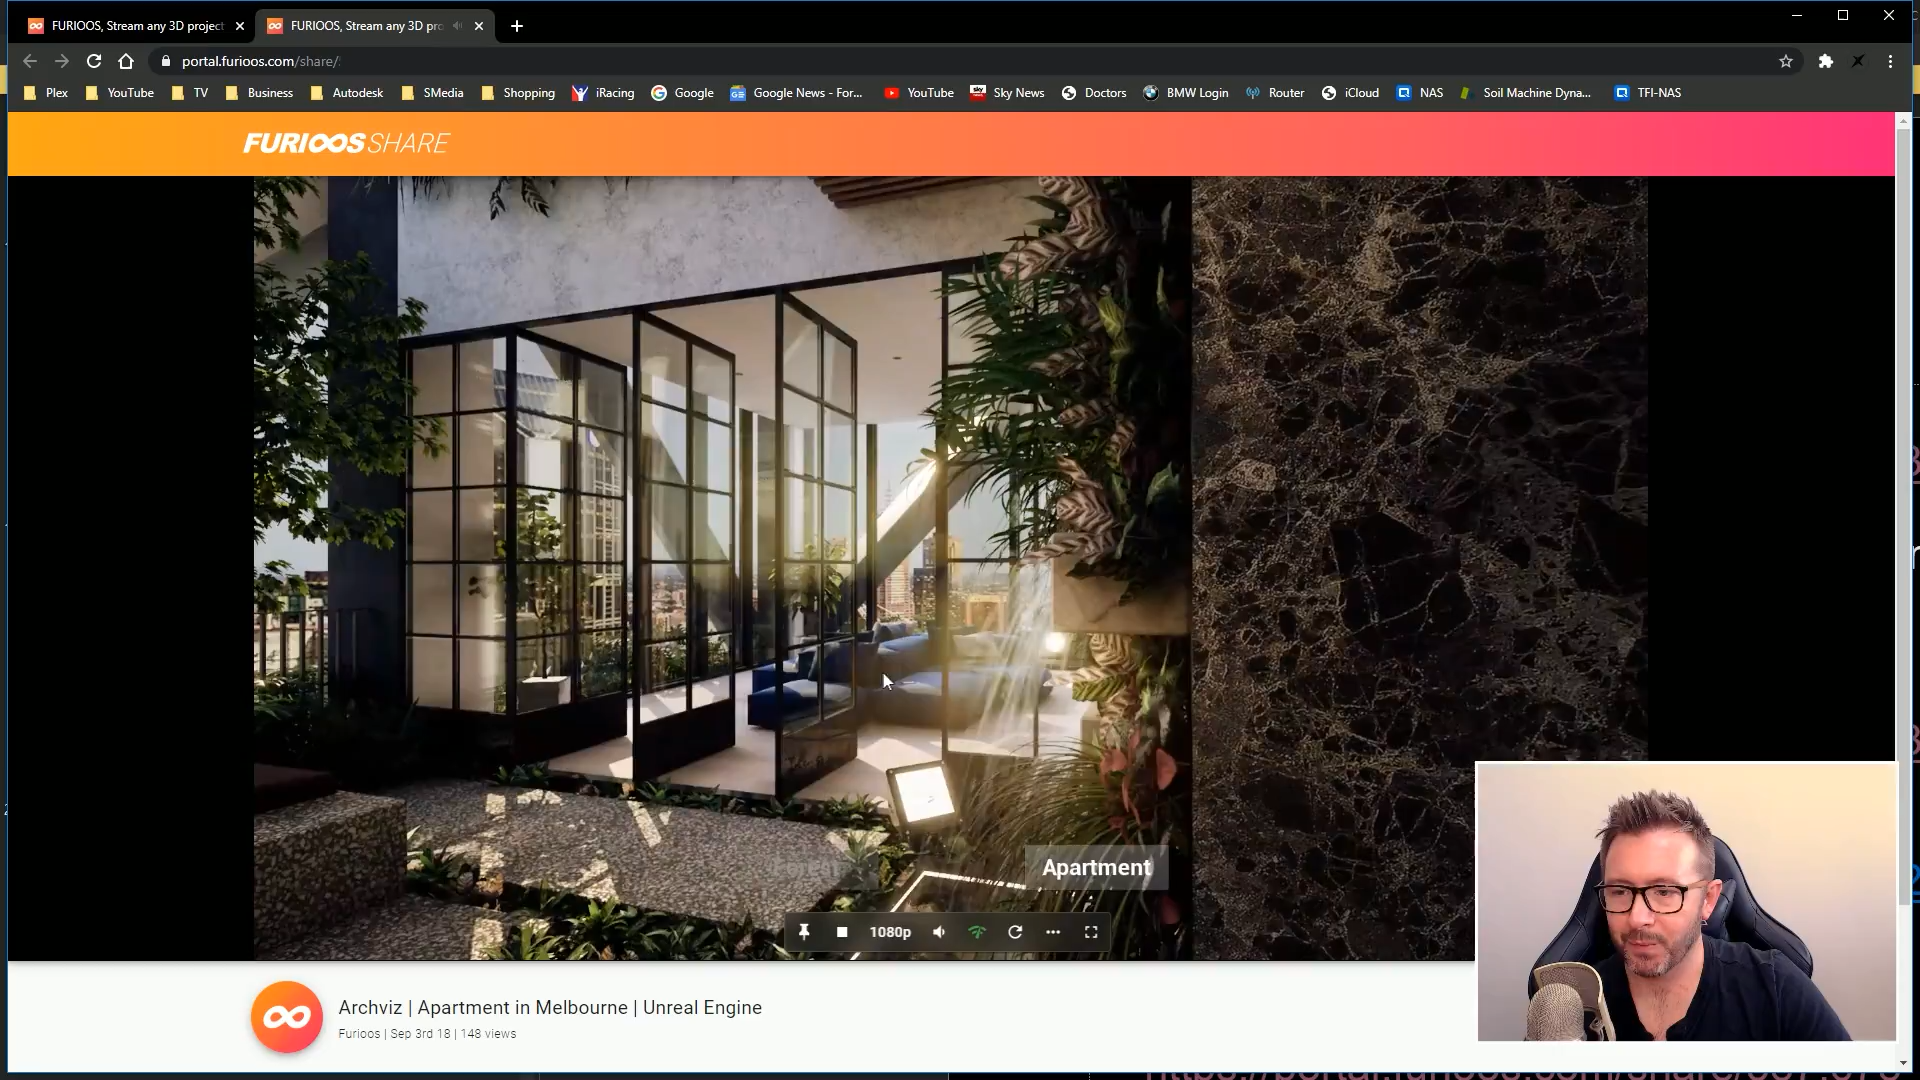 FURIOOS, Stream any 3D project
FURIOOS, Stream any 3D pro
portal.furioos.com/share/
Plex
YouTube
TV
Business
Autodesk
SMedia
Shopping
iRacing
Google
Google News - For...
YouTube
Sky News
Doctors
BMW Login
Router
iCloud
NAS
Soil Machine Dyna...
TFI-NAS
FURIOOS SHARE
Apartment
1080p
Archviz | Apartment in Melbourne | Unreal Engine
Furioos | Sep 3rd 18 | 148 views